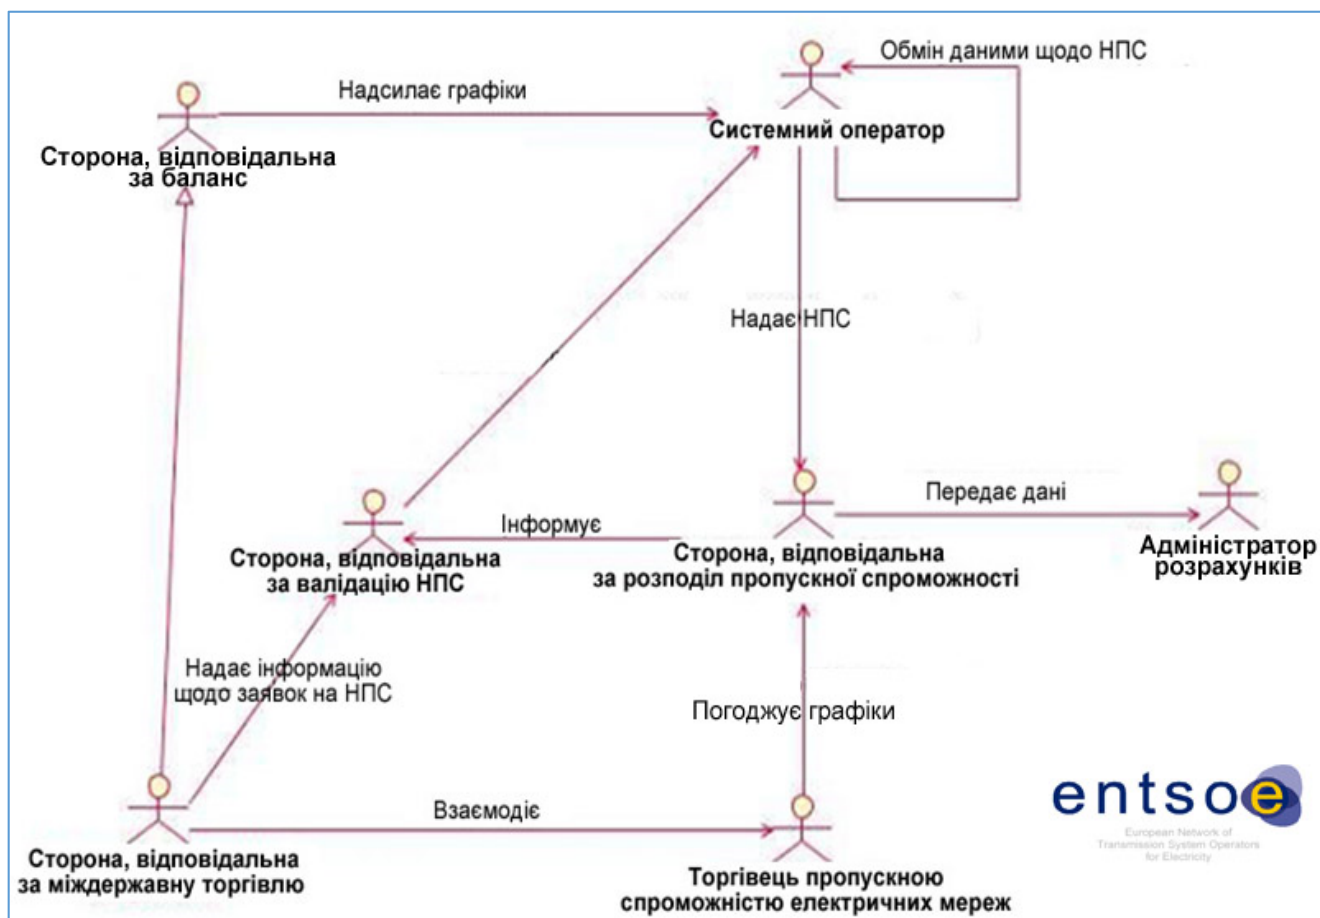 Обмін даними щодо НПС
Надсилає графіки
Системний оператор
Сторона, відповідальна
за баланс
Надає НПС
Передає дані
Інформує
Сторона, відповідальна
за валідацію НПС
Сторона, відповідальна
за розподіл пропускної спроможності
Адміністратор
розрахунків
Надає інформацію
щодо заявок на НПС
Погоджує графіки
Взаємодіє
entsoe
European Network of
Transmission System Operators
for Electricity
Сторона, відповідальна
за міждержавну торгівлю
Торгівець пропускною
спроможністю електричних мереж